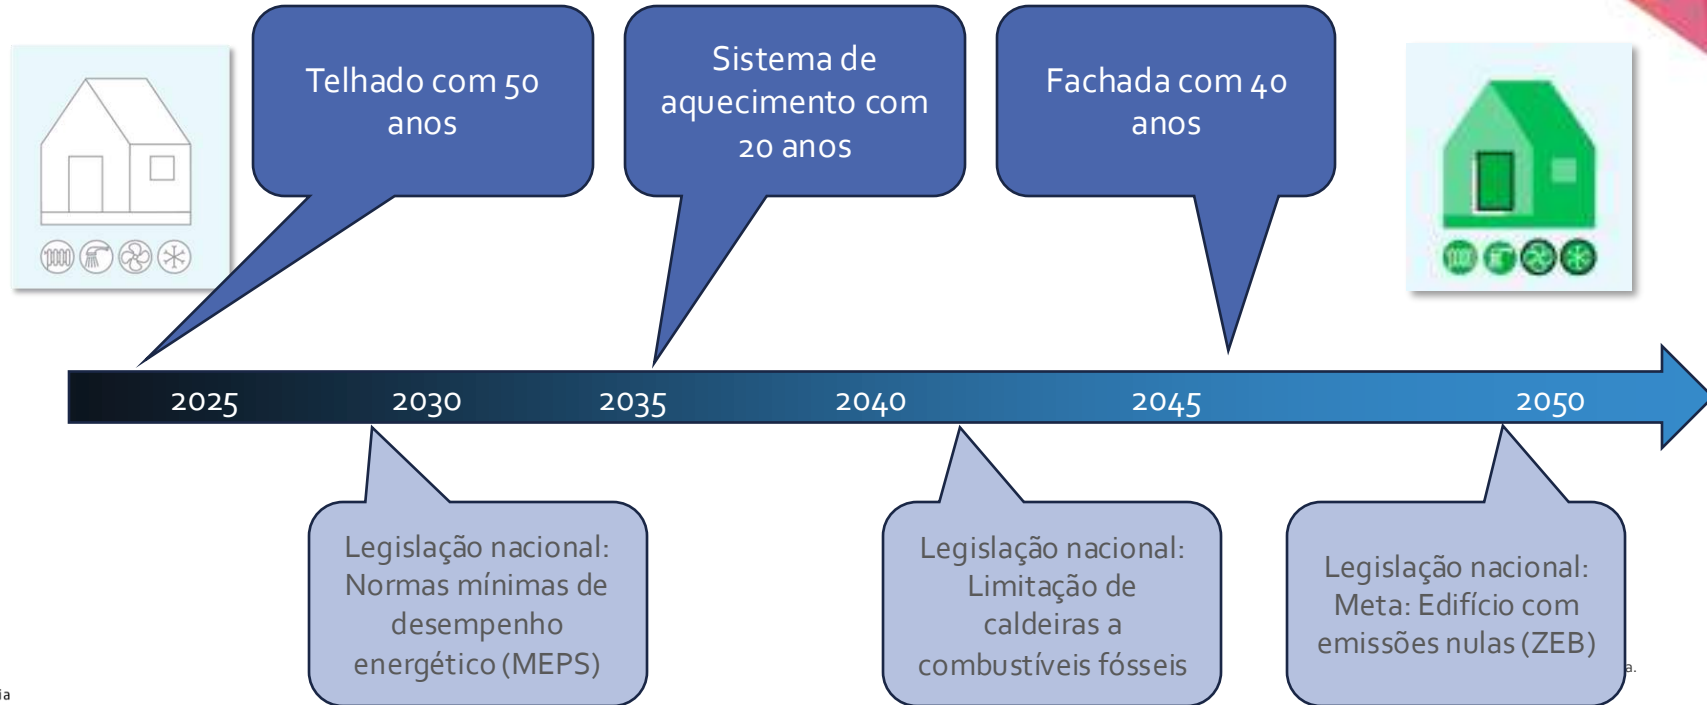 Telhado com 50
anos
Sistema de
aquecimento com
20 anos
Fachada com 40
anos
2025 2030 2035 2040 2045 2050
Legislação nacional:
Normas mínimas de
desempenho
energético (MEPS)
Legislação nacional:
Limitação de
caldeiras a
combustíveis fósseis
Legislação nacional:
Meta: Edifício com
emissões nulas (ZEB)
a.
ia